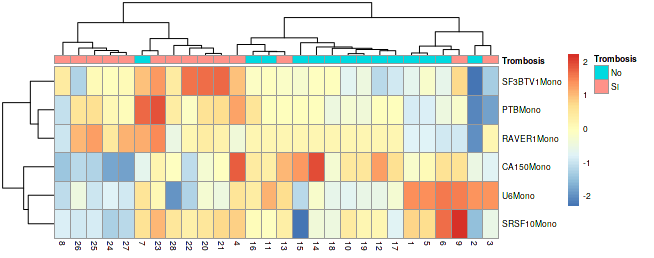 Trombosis
SF3BTV1Mono
PTBMono
RAVER1Mono
CA150Mono
U6Mono
SRSF10Mono
8 26 25 24 27 7 23 28 22 20 21 4 16 11 13 15 14 18 10 19 12 17 1 5 6 9 2 3
2
1
0
-1
-2
Trombosis
No
SI